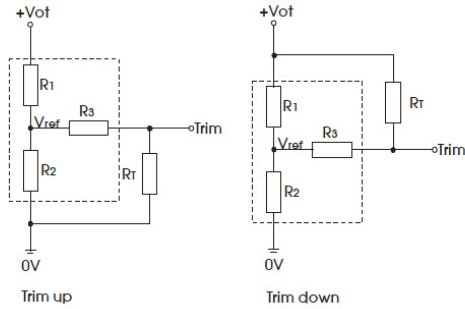 +Vot
R1
Vref
R3
Trim
R2
RT
0V
Trim up
+Vot
R1
RT
Vref
R3
Trim
R2
0V
Trim down